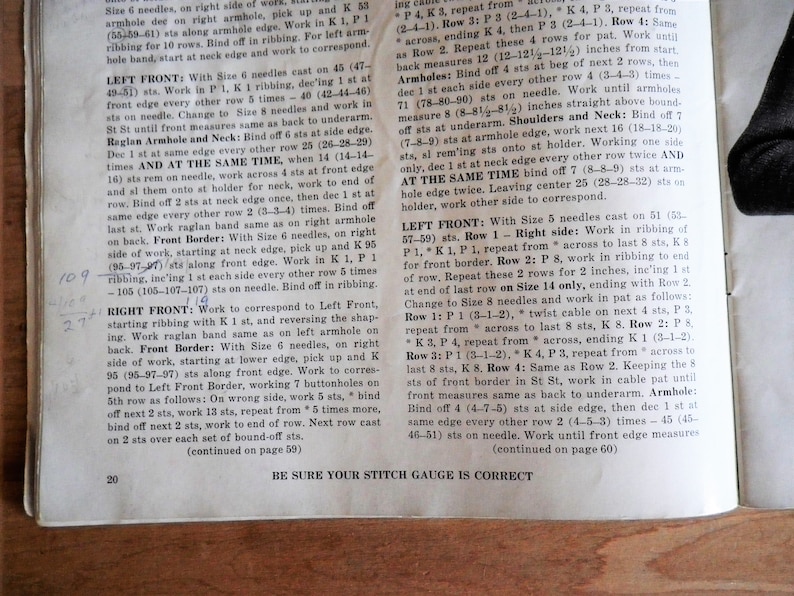 Size 6 needles, on right side of work, starting
armhole dec on right armhole, pick up and K 53
(55-59-61) sts along armhole edge. Work in K 1, P 1
ribbing for 10 rows. Bind off in ribbing. For left arm-
hole band, start at neck edge and work to correspond.
LEFT FRONT: With Size 6 needles cast on 45 (47-
49-51) sts. Work in P 1, K 1 ribbing, dec'ing 1 st at
front edge every other row 5 times - 40 (42-44-46)
sts on needle. Change to Size 8 needles and work in
St St until front measures same as back to underarm.
Raglan Armhole and Neck: Bind off 6 sts at side edge.
Dec 1 st at same edge every other row 25 (26-28-29)
times AND AT THE SAME TIME, when 14 (14-14-
16) sts rem on needle, work across 4 sts at front edge
and sl them onto st holder for neck, work to end of
row. Bind off 2 sts at neck edge once, then dec 1 st at
same edge every other row 2 (3-3-4) times. Bind off
last st. Work raglan band same as on right armhole
on back. Front Border: With Size 6 needles, on right
side of work, starting at neck edge, pick up and K 95
(95-97-97) sts along front edge. Work in K 1, P 1
ribbing, inc'ing 1 st each side every other row 5 times
- 105 (105-107-107) sts on needle. Bind off in ribbing.
109
119
27
RIGHT FRONT: Work to correspond to Left Front,
starting ribbing with K 1 st, and reversing the shap-
ing. Work raglan band same as on left armhole on
back. Front Border: With Size 6 needles, on right
side of work, starting at lower edge, pick up and K
95 (95-97-97) sts along front edge. Work to corres-
pond to Left Front Border, working 7 buttonholes on
5th row as follows: On wrong side, work 5 sts, * bind
off next 2 sts, work 13 sts, repeat from * 5 times more,
bind off next 2 sts, work to end of row. Next row cast
on 2 sts over each set of bound-off sts.
(continued on page 59)
ing cable twist on next 4 sts, repeat from * across
* P 4, K 3, repeat from * across
(2-4-1). Row 3: P 3 (2-4-1), * K 4, P 3, repeat from
* across, ending K 4, then P 3 (2-4-1). Row 4: Same
as Row 2. Repeat these 4 rows for pat. Work until
back measures 12 (12-12½-12½) inches from start.
Armholes: Bind off 4 sts at beg of next 2 rows, then
dec 1 st each side every other row 4 (3-4-3) times -
71 (78-80-90) sts on needle. Work until armholes
measure 8 (8-8½-8½) inches straight above bound-
off sts at underarm. Shoulders and Neck: Bind off 7
(7-8-9) sts at armhole edge, work next 16 (18-18-20)
sts, sl rem'ing sts onto st holder. Working one side
only, dec 1 st at neck edge every other row twice AND
AT THE SAME TIME bind off 7 (8-8-9) sts at arm-
hole edge twice. Leaving center 25 (28-28-32) sts on
holder, work other side to correspond.
LEFT FRONT: With Size 5 needles cast on 51 (53-
57-59) sts. Row 1 - Right side: Work in ribbing of
P 1, * K 1, P 1, repeat from * across to last 8 sts, K 8
for front border. Row 2: P 8, work in ribbing to end
of row. Repeat these 2 rows for 2 inches, inc'ing 1 st
at end of last row on Size 14 only, ending with Row 2.
Change to Size 8 needles and work in pat as follows:
Row 1: P 1 (3-1-2), * twist cable on next 4 sts, P 3,
repeat from * across to last 8 sts, K 8. Row 2: P 8,
* K 3, P 4, repeat from * across, ending K 1 (3-1-2).
Row 3: P 1 (3-1-2), * K 4, P 3, repeat from * across to
last 8 sts, K 8. Row 4: Same as Row 2. Keeping the 8
sts of front border in St St, work in cable pat until
front measures same as back to underarm. Armhole:
Bind off 4 (4-7-5) sts at side edge, then dec 1 st at
same edge every other row 2 (4-5-3) times - 45 (45-
46-51) sts on needle. Work until front edge measures
(continued on page 60)
20
BE SURE YOUR STITCH GAUGE IS CORRECT